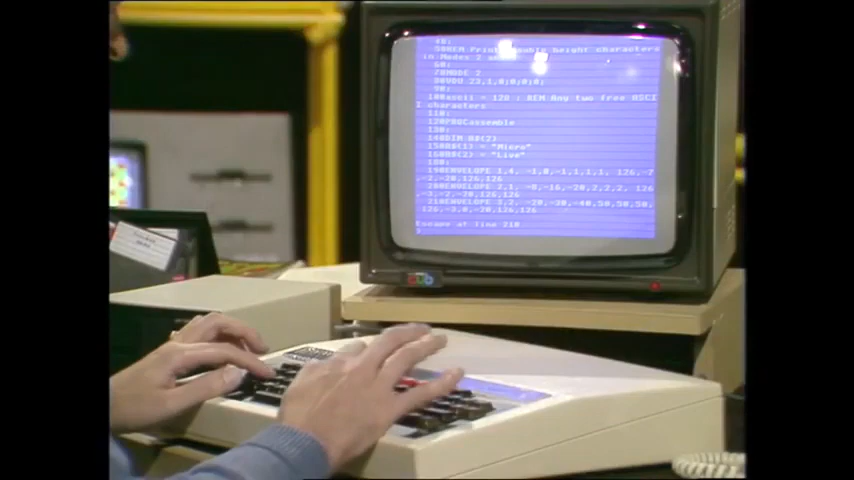 40:
50REM Print double height characters
in Modes 2 a
60:
70MODE 2
80VDU 23,1,0;0;0;0;
90:
100ascii = 128 : REM Any two free ASCI
I characters
110:
120PROCassemble
130:
140DIM A$(2)
150A$(1) = "Micro"
160A$(2) = "Live"
180:
190ENVELOPE 1,4, -1,0,-1,1,1,1, 126,-7
,-2,-20,126,126
200ENVELOPE 2,1, -8,-16,-20,2,2,2, 126
,-3,-2,-20,126,126
210ENVELOPE 3,2, -20,-30,-40,50,50,50,
126,-3,0,-20,126,126
Escape at line 210